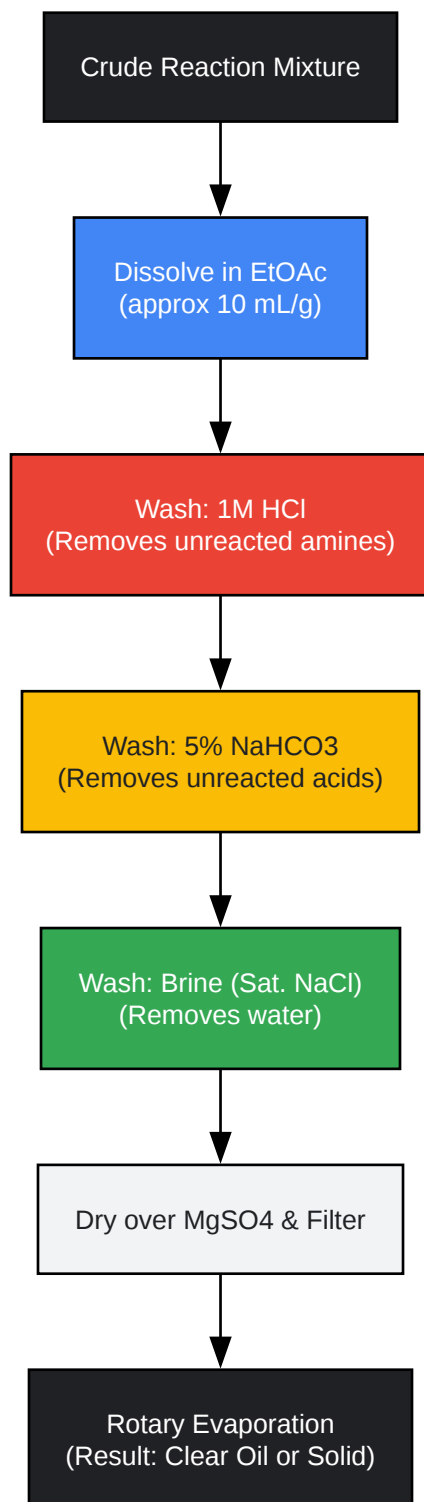 Crude Reaction Mixture
Dissolve in EtOAc
(approx 10 mL/g)
Wash: 1M HCl
(Removes unreacted amines)
Wash: 5% NaHCO3
(Removes unreacted acids)
Wash: Brine (Sat. NaCl)
(Removes water)
Dry over MgSO4 & Filter
Rotary Evaporation
(Result: Clear Oil or Solid)